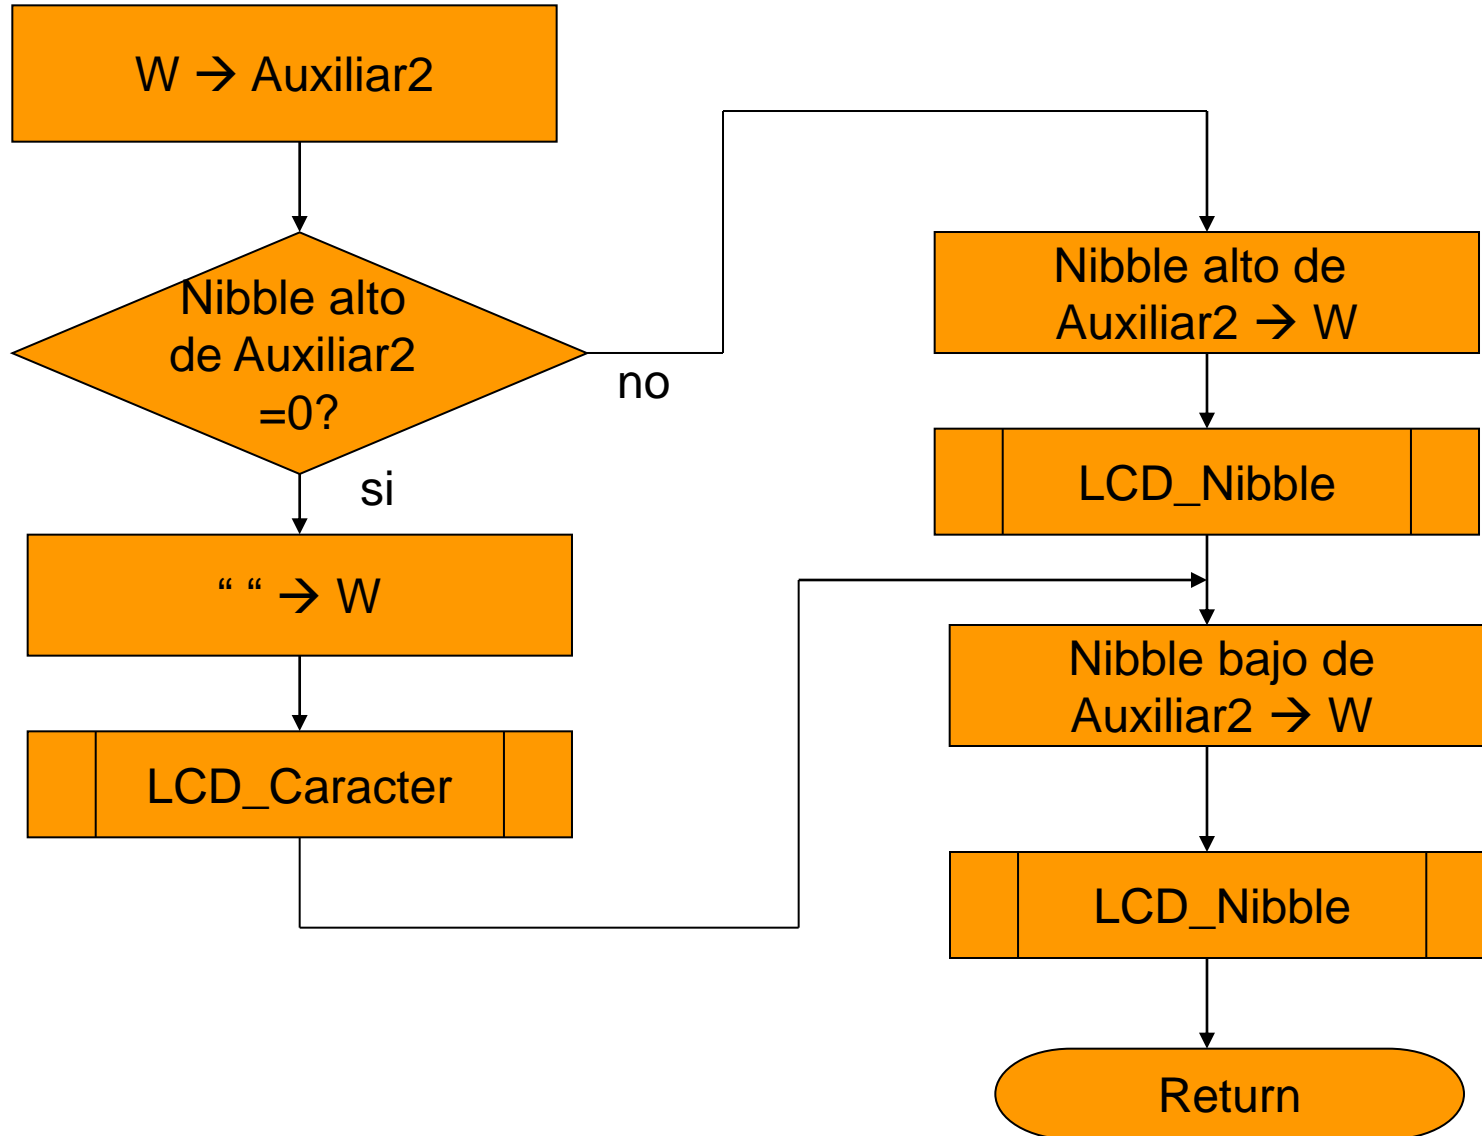 W → Auxiliar2
Nibble alto
de Auxiliar2
=0?
no
si
“ “ → W
LCD_Caracter
Nibble alto de
Auxiliar2 → W
LCD_Nibble
Nibble bajo de
Auxiliar2 → W
LCD_Nibble
Return